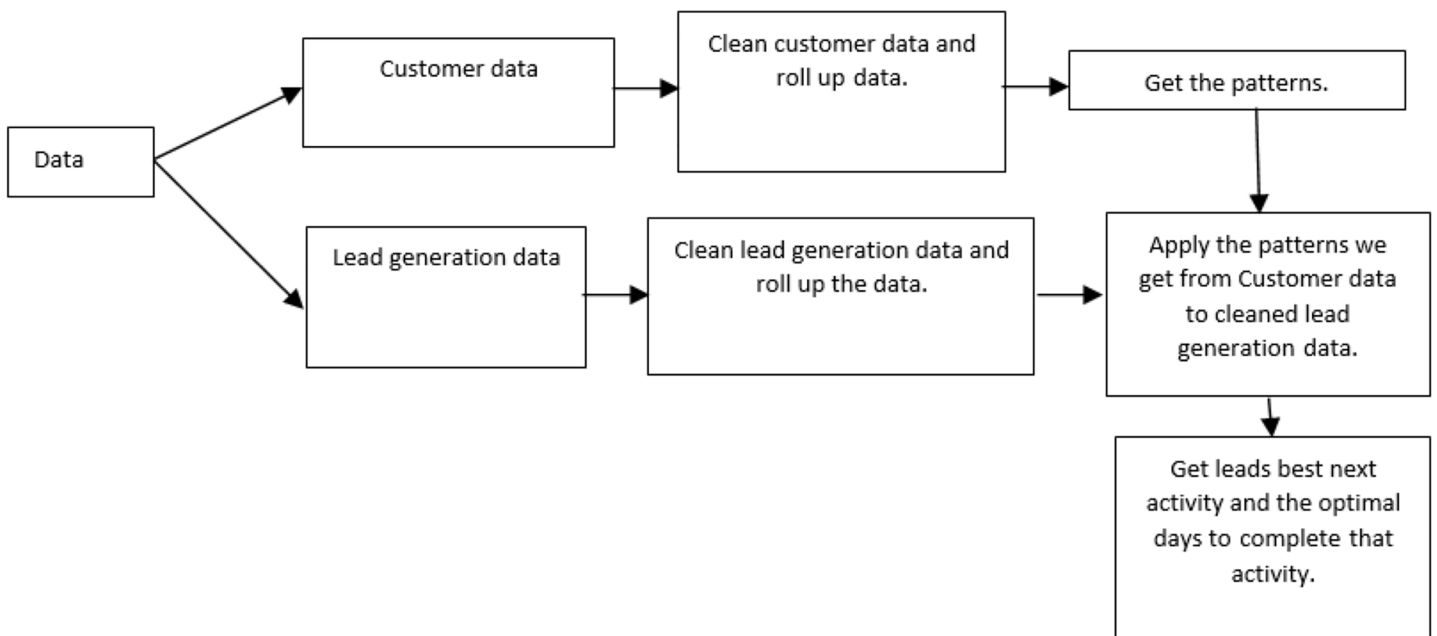 Data
Customer data
Clean customer data and
roll up data.
Get the patterns.
Lead generation data
Clean lead generation data and
roll up the data.
Apply the patterns we
get from Customer data
to cleaned lead
generation data.
Get leads best next
activity and the optimal
days to complete that
activity.